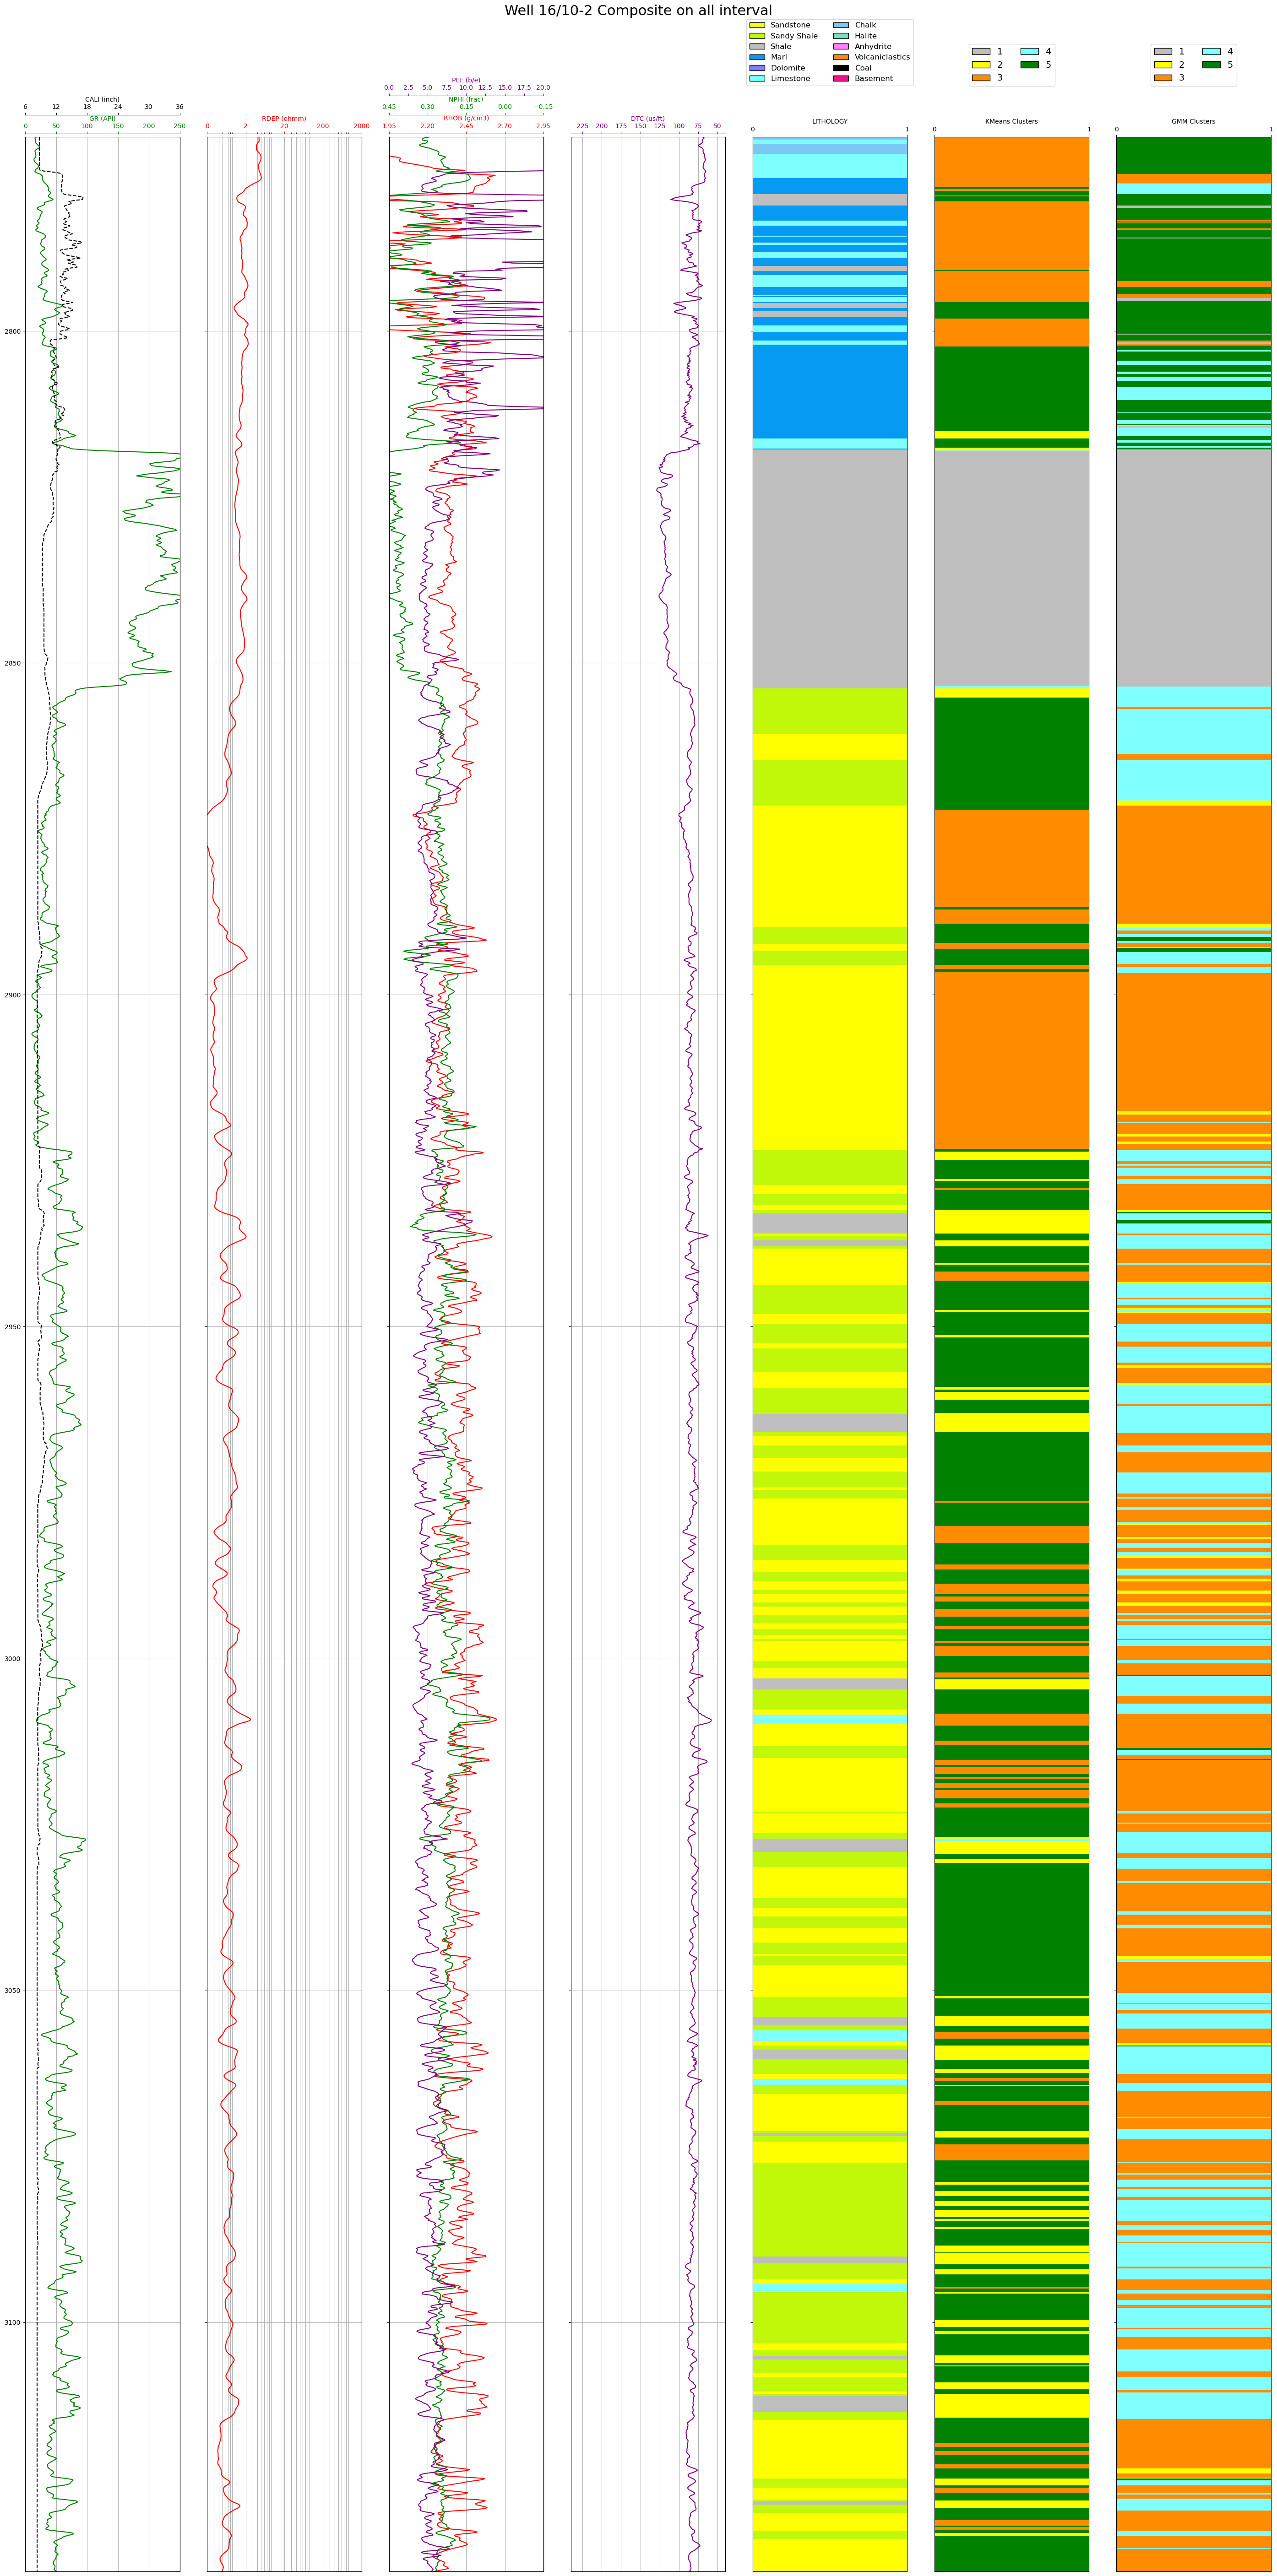 Well 16/10-2 Composite on all interval
Sandstone Chalk
Sandy Shale Halite
Shale Anhydrite
Marl Volcaniclastics
Dolomite Coal
Limestone Basement
1 4
2 5
3
1 4
2 5
3
PEF (b/e)
0.0 2.5 5.0 7.5 10.0 12.5 15.0 17.5 20.0
CALI (inch)
6 12 18 24 30 36
NPHI (frac)
0.45 0.30 0.15 0.00 −0.15
GR (API)
0 50 100 150 200 250
RDEP (ohmm)
0 2 20 200 2000
RHOB (g/cm3)
1.95 2.20 2.45 2.70 2.95
DTC (us/ft)
225 200 175 150 125 100 75 50
LITHOLOGY
0 1
KMeans Clusters
0 1
GMM Clusters
0 1
2800
2850
2900
2950
3000
3050
3100